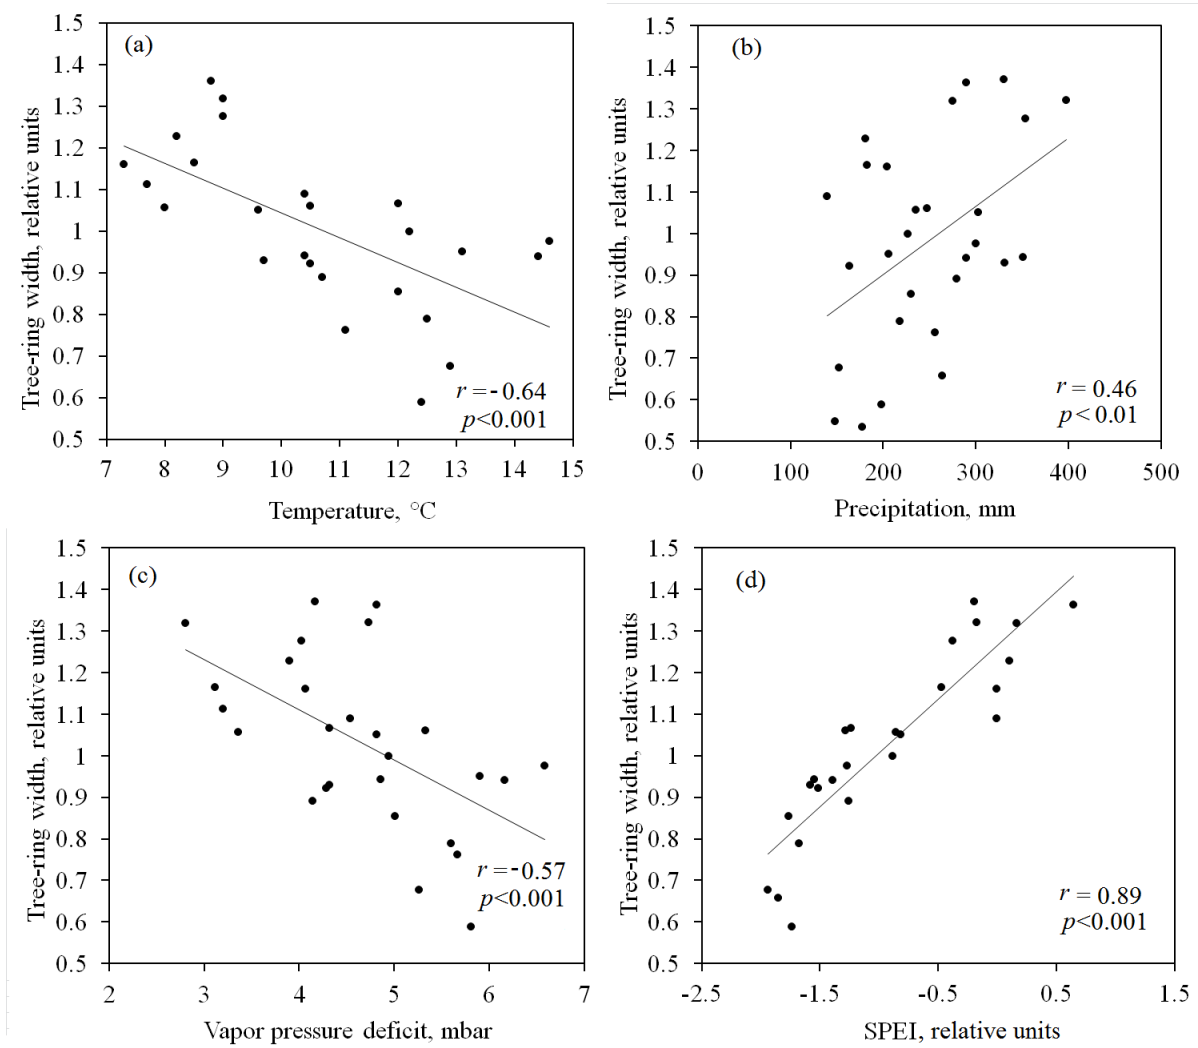 (a)
Tree-ring width, relative units
1.5
1.4
1.3
1.2
1.1
1
0.9
0.8
0.7
0.6
0.5
r =- 0.64
p<0.001
7 8 9 10 11 12 13 14 15
Temperature, °C
(b)
Tree-ring width, relative units
1.5
1.4
1.3
1.2
1.1
1
0.9
0.8
0.7
0.6
0.5
r = 0.46
p< 0.01
0 100 200 300 400 500
Precipitation, mm
(c)
Tree-ring width, relative units
1.5
1.4
1.3
1.2
1.1
1
0.9
0.8
0.7
0.6
0.5
r =-0.57
p<0.001
2 3 4 5 6 7
Vapor pressure deficit, mbar
(d)
Tree-ring width, relative units
1.5
1.4
1.3
1.2
1.1
1
0.9
0.8
0.7
0.6
0.5
r = 0.89
p<0.001
-2.5 -1.5 -0.5 0.5 1.5
SPEI, relative units